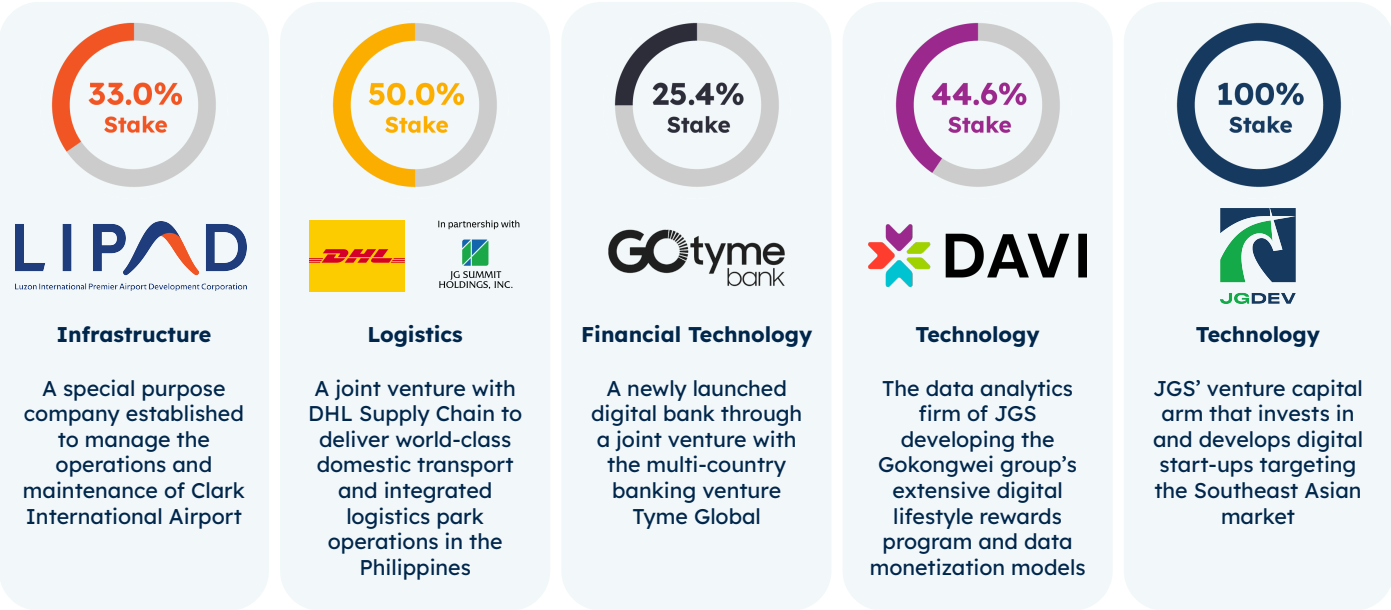 33.0%
Stake
LIPAD
Luzon International Premier Airport Development Corporation
Infrastructure
A special purpose
company established
to manage the
operations and
maintenance of Clark
International Airport
50.0%
Stake
DHL
In partnership with
JG SUMMIT
HOLDINGS, INC.
Logistics
A joint venture with
DHL Supply Chain to
deliver world-class
domestic transport
and integrated
logistics park
operations in the
Philippines
25.4%
Stake
GOtyme
bank
Financial Technology
A newly launched
digital bank through
a joint venture with
the multi-country
banking venture
Tyme Global
44.6%
Stake
DAVI
Technology
The data analytics
firm of JGS
developing the
Gokongwei group’s
extensive digital
lifestyle rewards
program and data
monetization models
100%
Stake
JGDEV
Technology
JGS’ venture capital
arm that invests in
and develops digital
start-ups targeting
the Southeast Asian
market